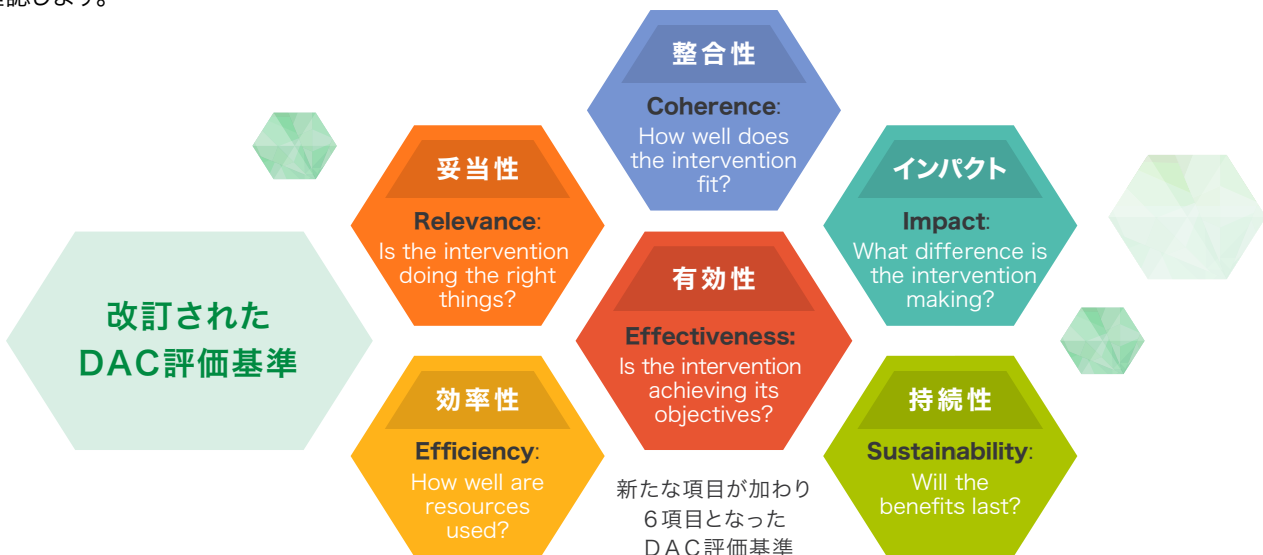 確認します。
整合性
Coherence:
How well does
the intervention
fit?
妥当性
Relevance:
Is the intervention
doing the right
things?
インパクト
Impact:
What difference is
the intervention
making?
改訂された
DAC評価基準
有効性
Effectiveness:
Is the intervention
achieving its
objectives?
効率性
Efficiency:
How well are
resources
used?
持続性
Sustainability:
Will the
benefits last?
新たな項目が加わり
6項目となった
DAC評価基準